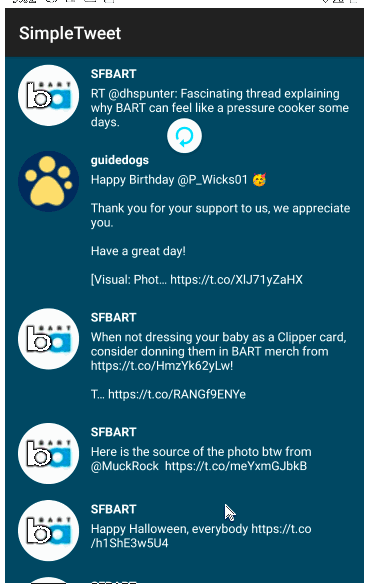 SimpleTweet
SFBART
RT @dhspunter: Fascinating thread explaining
why BART can feel like a pressure cooker some
days.
guidedogs
Happy Birthday @P_Wicks01 🥳
Thank you for your support to us, we appreciate
you.
Have a great day!
[Visual: Phot… https://t.co/XlJ71yZaHX
SFBART
When not dressing your baby as a Clipper card,
consider donning them in BART merch from
https://t.co/HmzYk62yLw!
T… https://t.co/RANGf9ENYe
SFBART
Here is the source of the photo btw from
@MuckRock  https://t.co/meYxmGJbkB
SFBART
Happy Halloween, everybody https://t.co
/h1ShE3w5U4